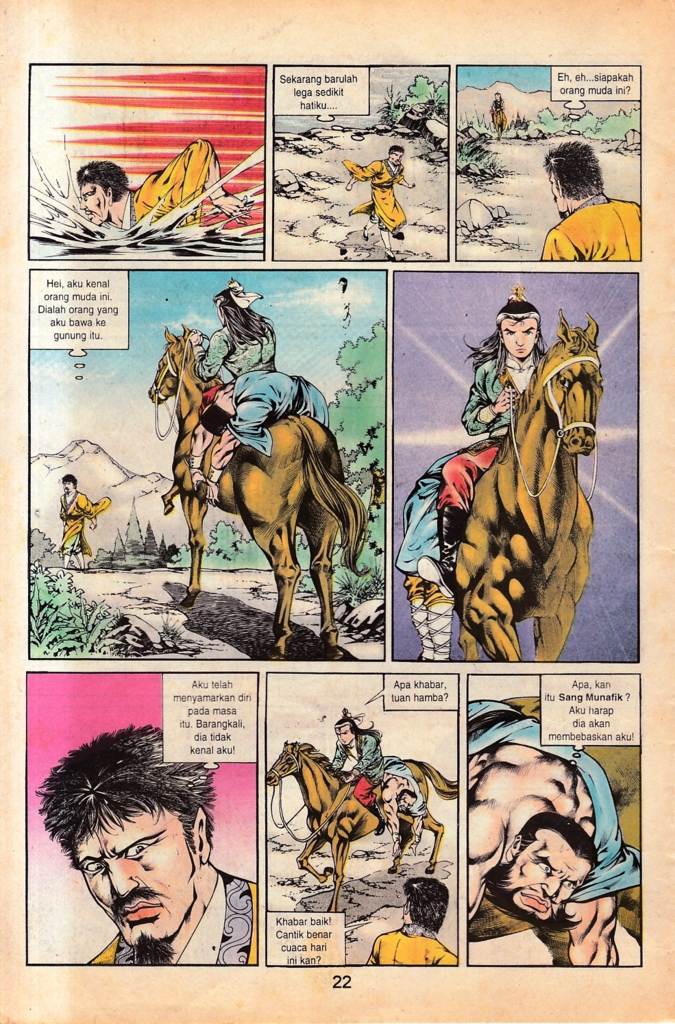 Sekarang barulah
lega sedikit
hatiku....
Eh, eh...siapakah
orang muda ini?
Hei, aku kenal
orang muda ini.
Dialah orang yang
aku bawa ke
gunung itu.
Aku telah
menyamarkan diri
pada masa
itu. Barangkali,
dia tidak
kenal aku!
Apa khabar,
tuan hamba?
Khabar baik!
Cantik benar
cuaca hari
ini kan?
Apa, kan
itu Sang Munafik ?
Aku harap
dia akan
membebaskan aku!
22